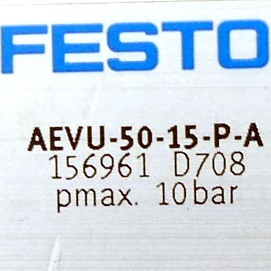 FESTO
AEVU-50-15-P-A
156961 D708
pmax. 10bar